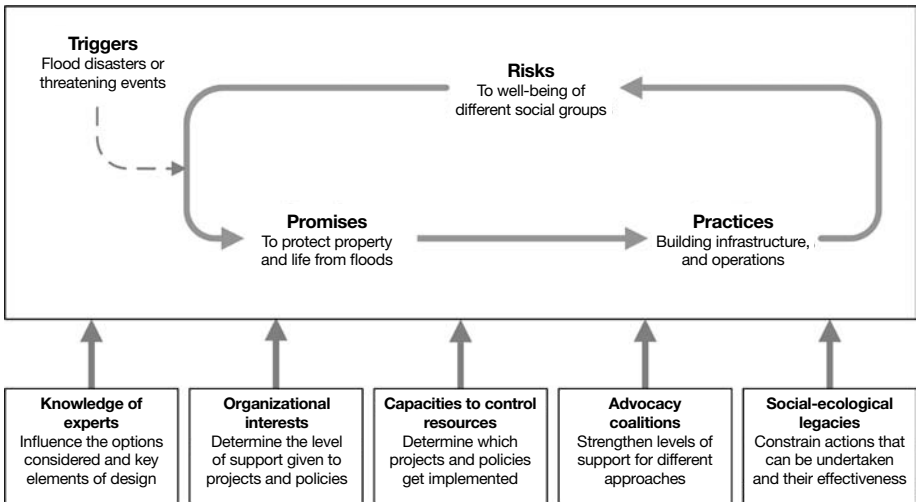 Triggers
Flood disasters or
threatening events
Risks
To well-being of
different social groups
Promises
To protect property
and life from floods
Practices
Building infrastructure,
and operations
Knowledge of
experts
Influence the options
considered and key
elements of design
Organizational
interests
Determine the level
of support given to
projects and policies
Capacities to control
resources
Determine which
projects and policies
get implemented
Advocacy
coalitions
Strengthen levels of
support for different
approaches
Social-ecological
legacies
Constrain actions that
can be undertaken
and their effectiveness